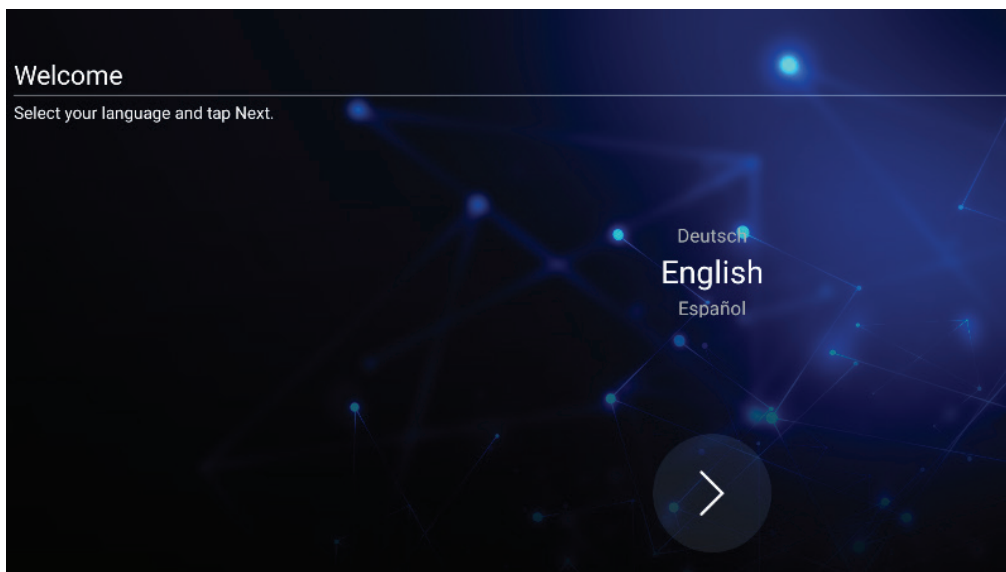 Welcome
Select your language and tap Next.
Deutsch
English
Español